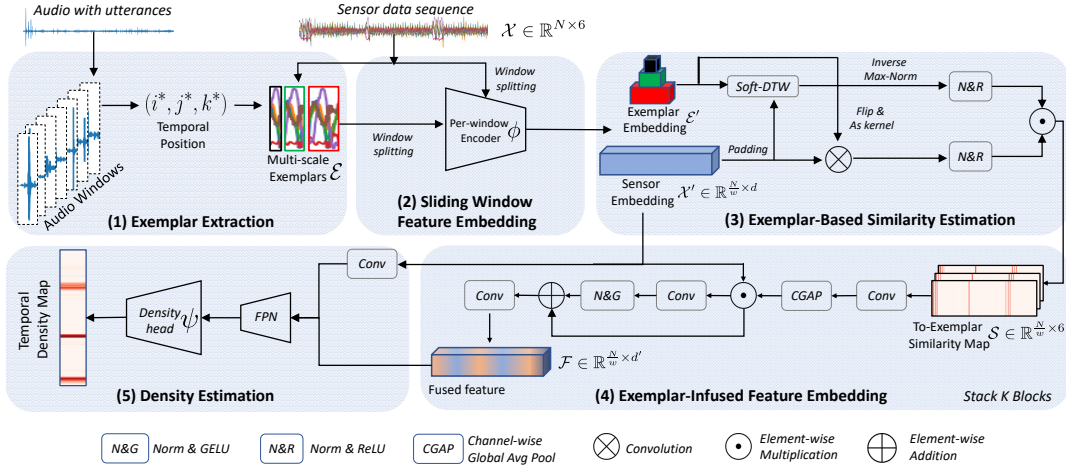 Audio with utterances
Sensor data sequence
𝒳 ∈ ℝ^{N×6}
(i*, j*, k*)
Temporal
Position
Audio Windows
Multi-scale
Exemplars ℰ
(1) Exemplar Extraction
Window
splitting
Window
splitting
Per-window
Encoder ϕ
(2) Sliding Window
Feature Embedding
Exemplar
Embedding ℰ′
Soft-DTW
Inverse
Max-Norm
N&R
Flip &
As kernel
Padding
N&R
Sensor
Embedding
𝒳′ ∈ ℝ^{N/w × d}
(3) Exemplar-Based Similarity Estimation
Temporal
Density Map
Density
head ψ
FPN
Conv
(5) Density Estimation
Conv
N&G
Conv
CGAP
Conv
To-Exemplar
Similarity Map
𝒮 ∈ ℝ^{N/w × 6}
Fused feature
ℱ ∈ ℝ^{N/w × d′}
(4) Exemplar-Infused Feature Embedding
Stack K Blocks
N&G
Norm & GELU
N&R
Norm & ReLU
CGAP
Channel-wise
Global Avg Pool
Convolution
Element-wise
Multiplication
Element-wise
Addition